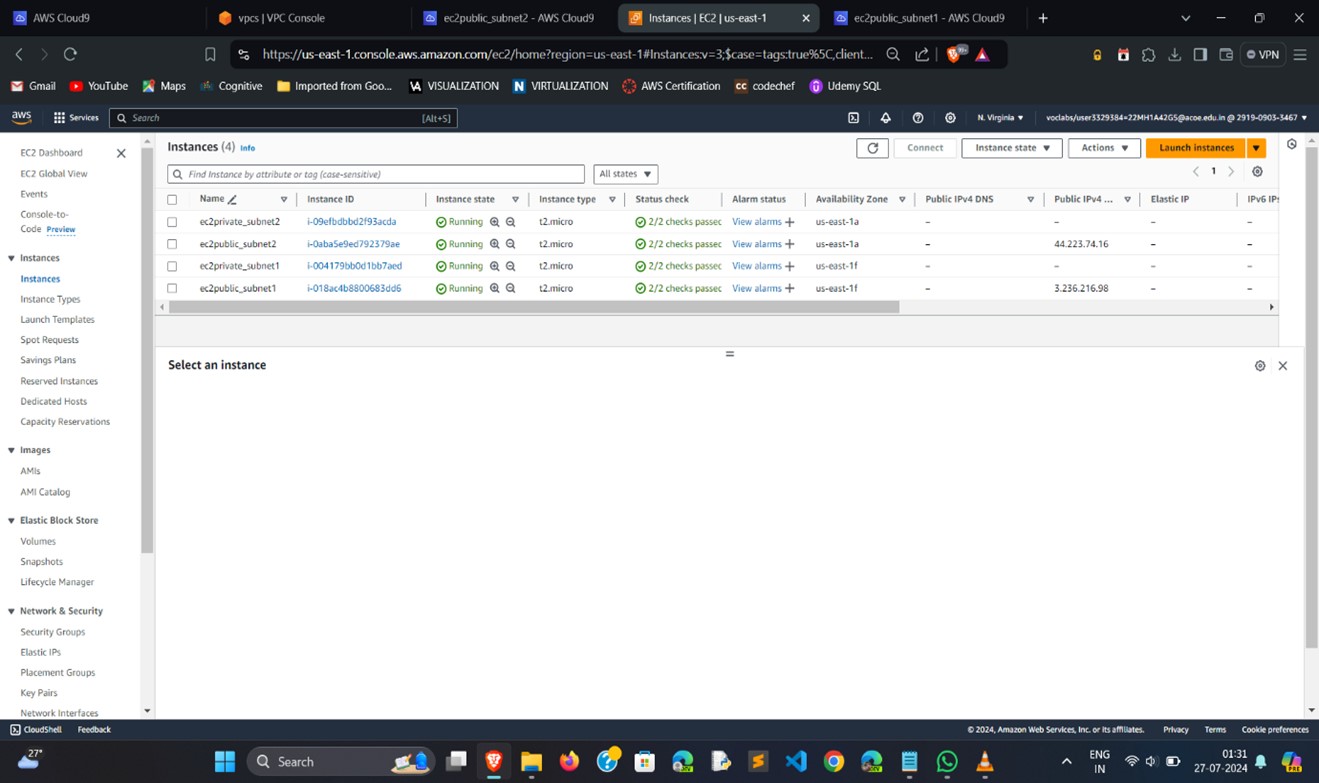 AWS Cloud9
vpcs | VPC Console
ec2public_subnet2 - AWS Cloud9
Instances | EC2 | us-east-1
ec2public_subnet1 - AWS Cloud9
https://us-east-1.console.aws.amazon.com/ec2/home?region=us-east-1#Instances:v=3;$case=tags:true%5C,client...
99+
VPN
Gmail
YouTube
Maps
Cognitive
Imported from Goo...
VISUALIZATION
VIRTUALIZATION
AWS Certification
codechef
Udemy SQL
aws
Services
Search
[Alt+S]
N. Virginia
voclabs/user3329384=22MH1A42G5@acoe.edu.in @ 2919-0903-3467
EC2 Dashboard
EC2 Global View
Events
Console-to-
Code Preview
Instances
Instances
Instance Types
Launch Templates
Spot Requests
Savings Plans
Reserved Instances
Dedicated Hosts
Capacity Reservations
Images
AMIs
AMI Catalog
Elastic Block Store
Volumes
Snapshots
Lifecycle Manager
Network & Security
Security Groups
Elastic IPs
Placement Groups
Key Pairs
Network Interfaces
Instances (4) Info
Connect
Instance state
Actions
Launch instances
Find Instance by attribute or tag (case-sensitive)
All states
1
Name Instance ID Instance state Instance type Status check Alarm status Availability Zone Public IPv4 DNS Public IPv4 ... Elastic IP IPv6 IPs
ec2private_subnet2 i-09efbdbbd2f93acda Running t2.micro 2/2 checks passec View alarms + us-east-1a – – – –
ec2public_subnet2 i-0aba5e9ed792379ae Running t2.micro 2/2 checks passec View alarms + us-east-1a – 44.223.74.16 – –
ec2private_subnet1 i-004179bb0d1bb7aed Running t2.micro 2/2 checks passec View alarms + us-east-1f – – – –
ec2public_subnet1 i-018ac4b8800683dd6 Running t2.micro 2/2 checks passec View alarms + us-east-1f – 3.236.216.98 – –
Select an instance
CloudShell
Feedback
© 2024, Amazon Web Services, Inc. or its affiliates.
Privacy
Terms
Cookie preferences
27°
Search
ENG
IN
01:31
27-07-2024